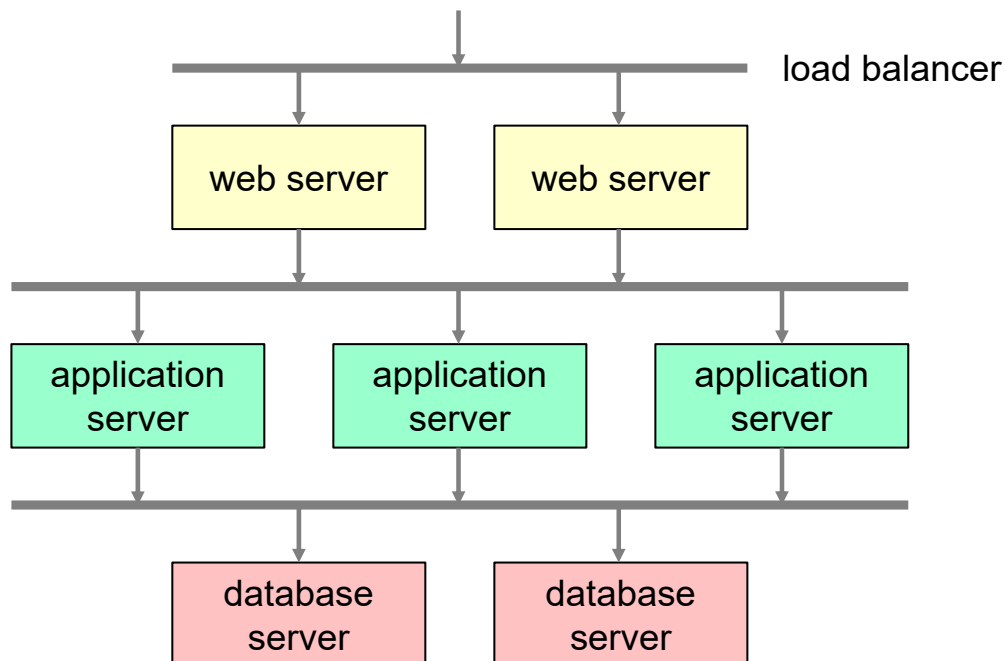 load balancer
web server
web server
application
server
application
server
application
server
database
server
database
server